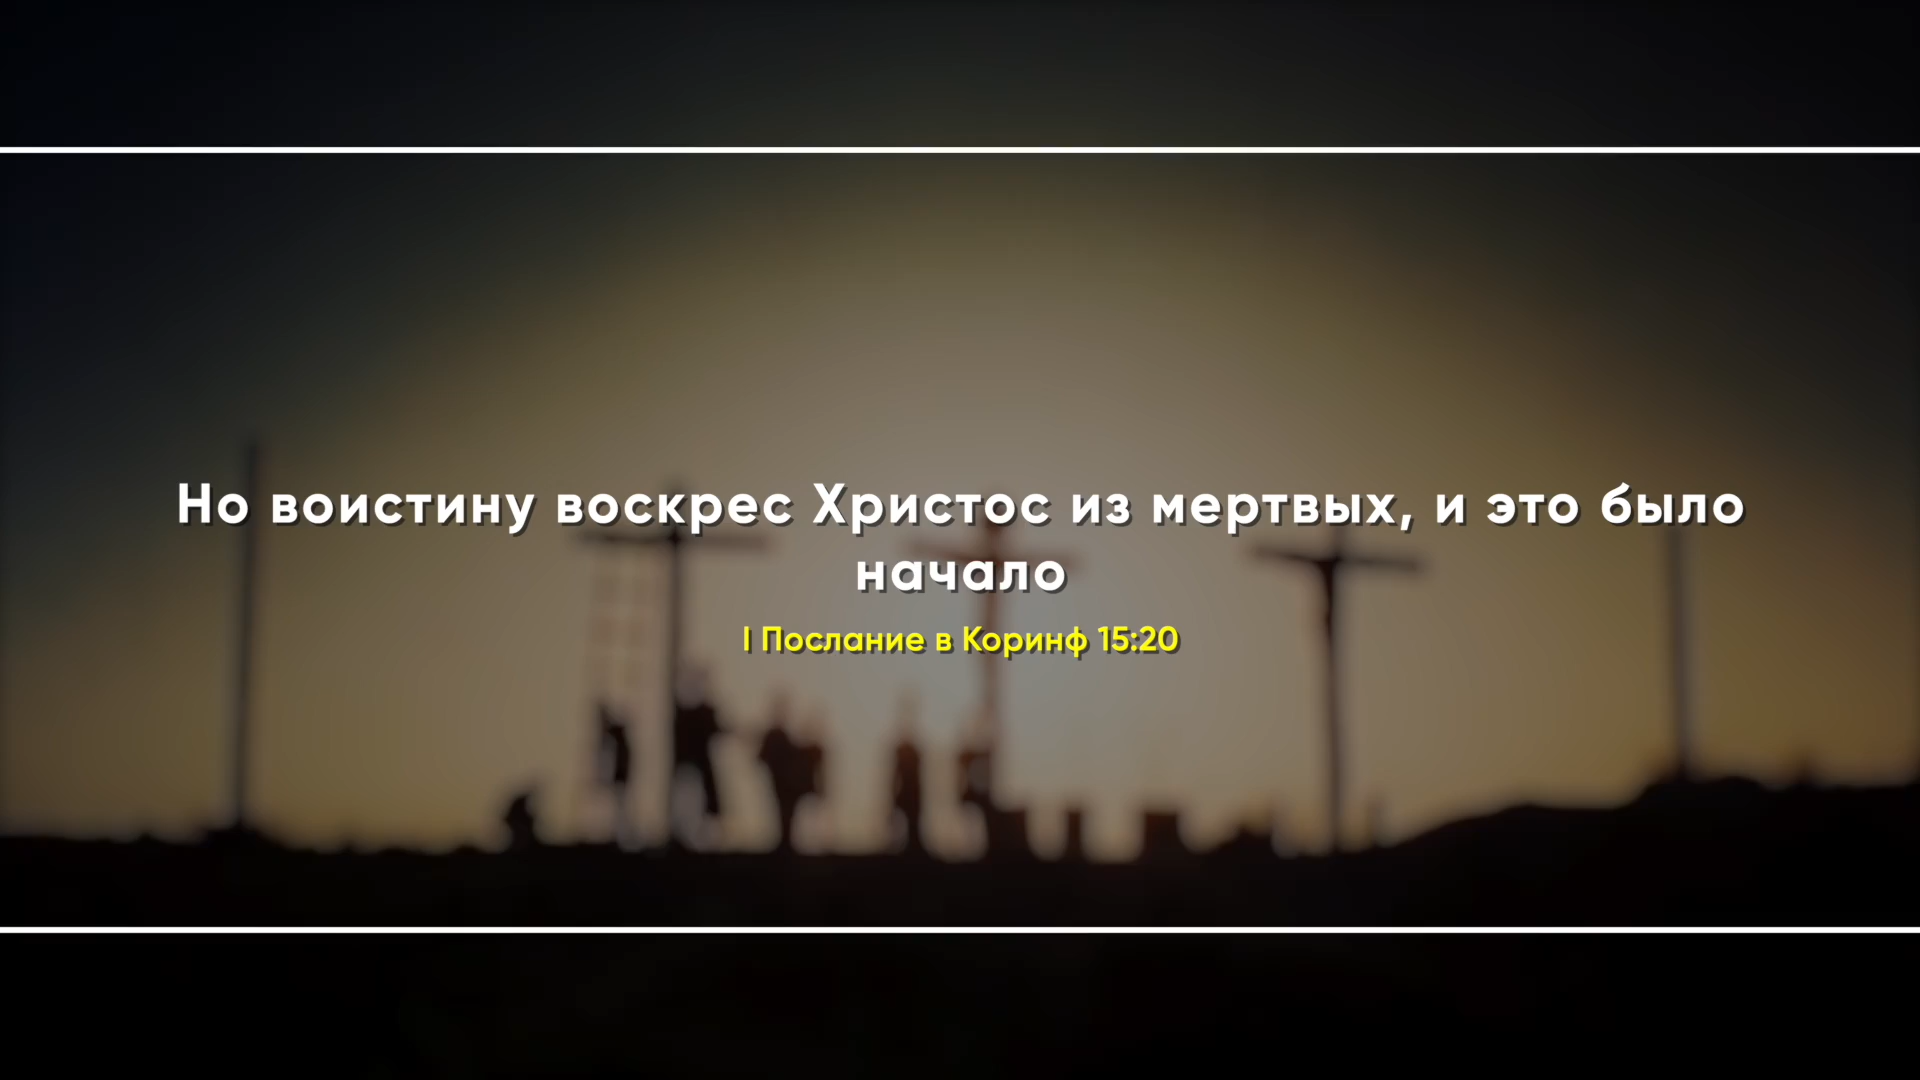 Но воистину воскрес Христос из мертвых, и это было
начало
I Послание в Коринф 15:20